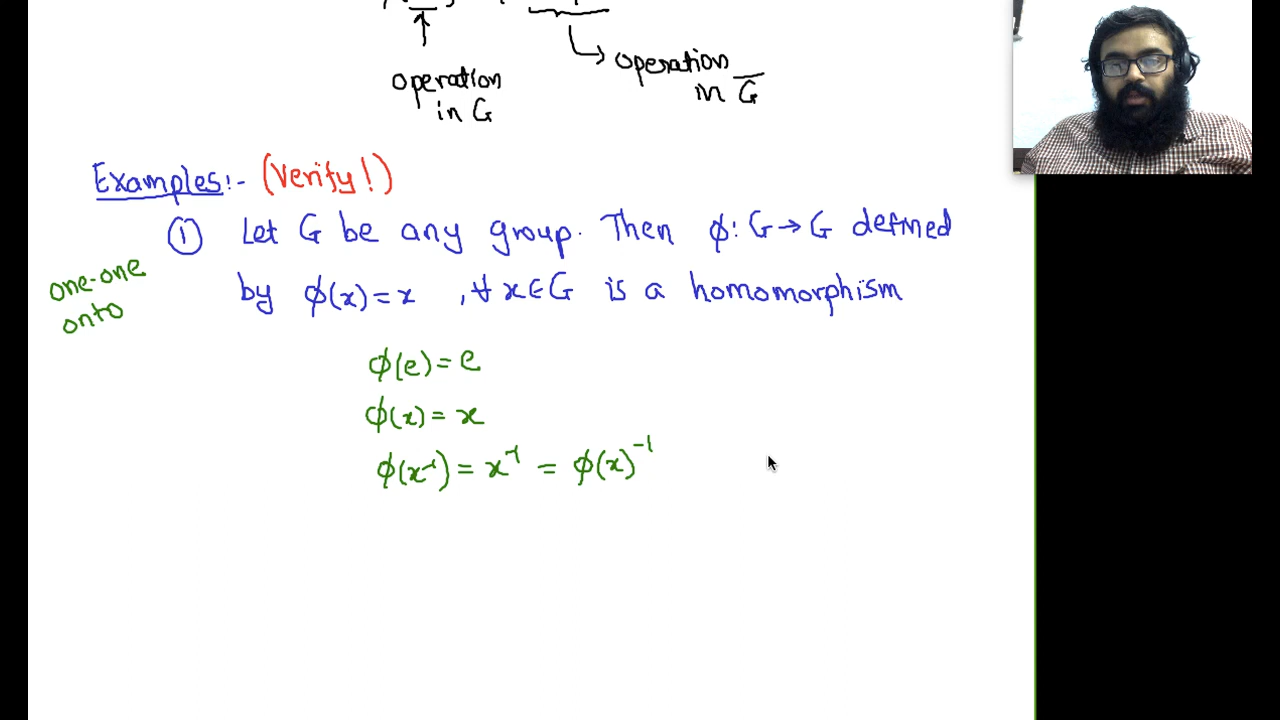 operation
in G
operation
in G̅
Examples:- (Verify!)
① Let G be any group. Then ϕ: G→G defined
by ϕ(x)=x , ∀ x∈G is a homomorphism
one-one
onto
ϕ(e)=e
ϕ(x)=x
ϕ(x⁻¹)=x⁻¹=ϕ(x)⁻¹